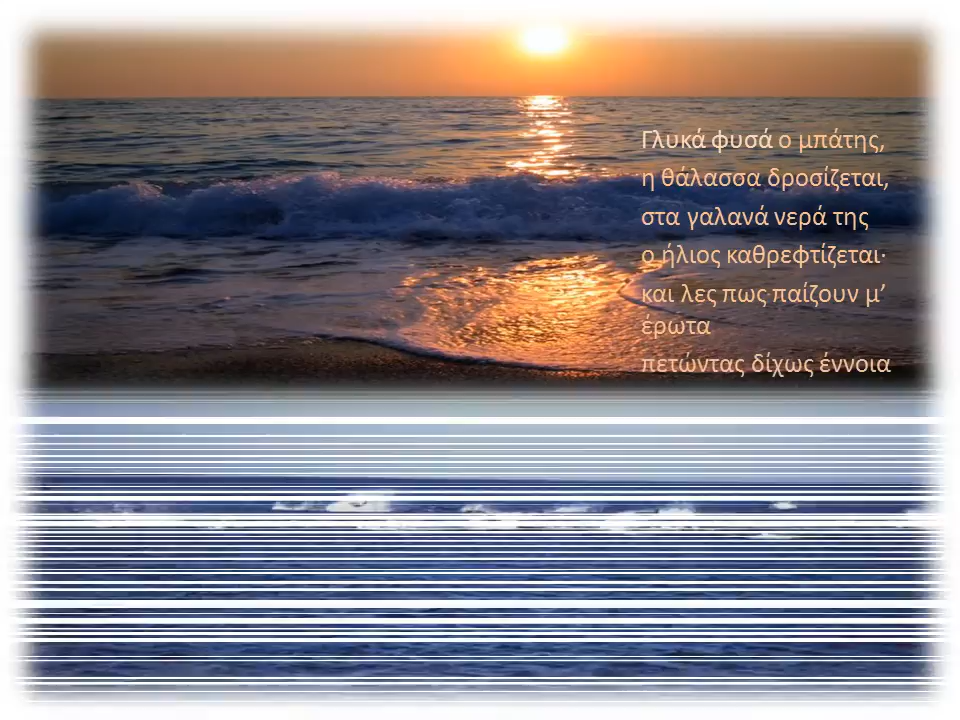 Γλυκά φυσά ο μπάτης,
η θάλασσα δροσίζεται,
στα γαλανά νερά της
ο ήλιος καθρεφτίζεται·
και λες πως παίζουν μ’
έρωτα
πετώντας δίχως έννοια